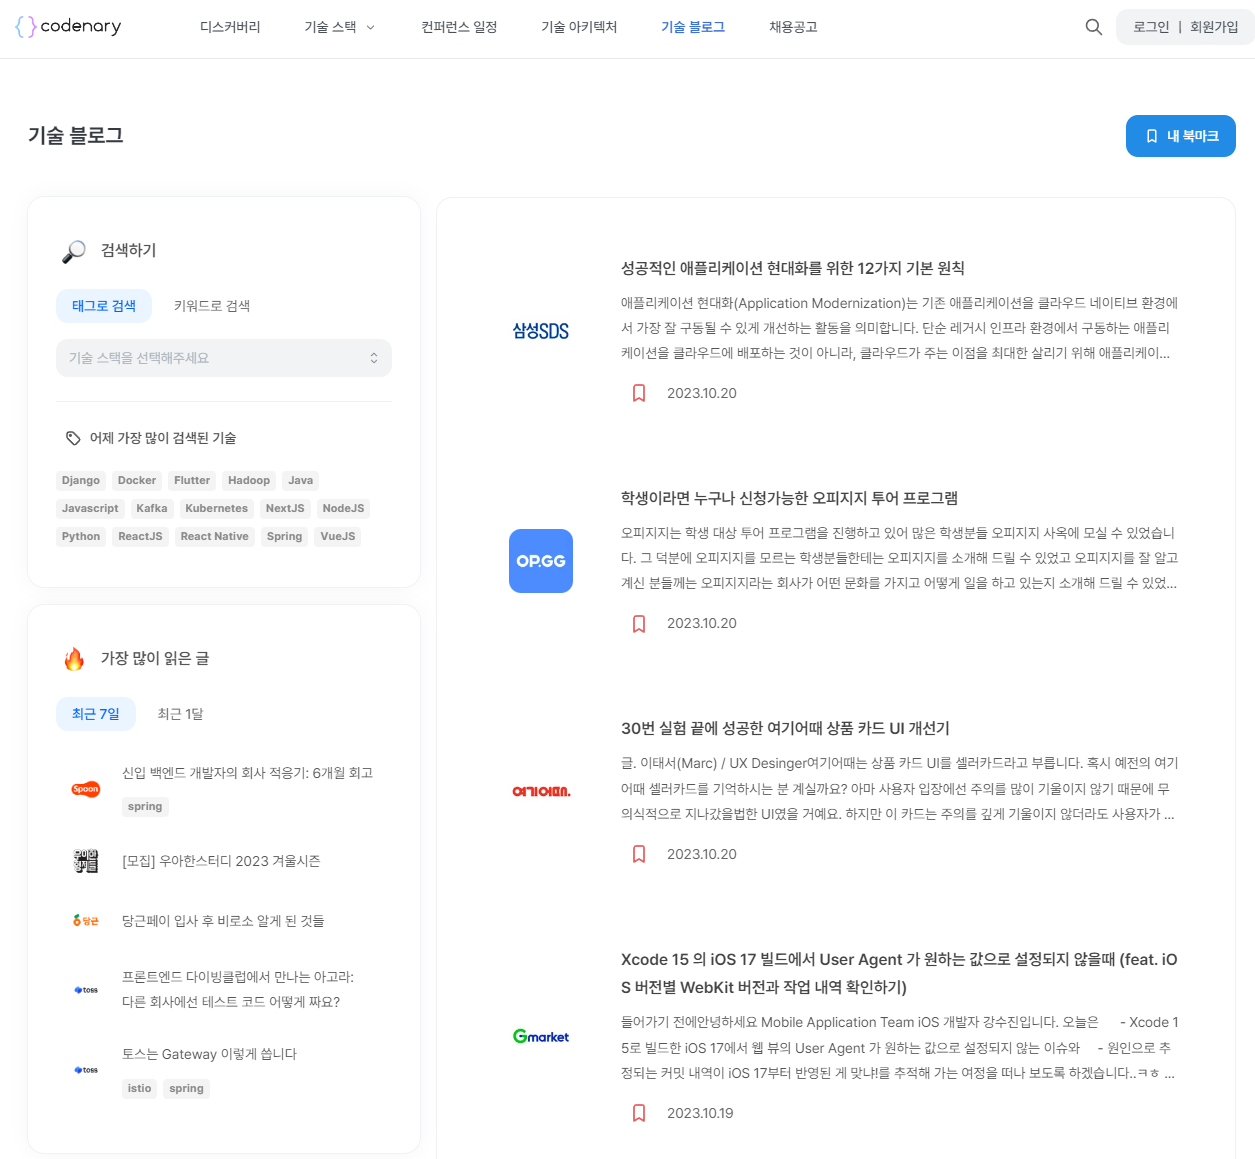 codenary
디스커버리
기술 스택
컨퍼런스 일정
기술 아키텍처
기술 블로그
채용공고
로그인 | 회원가입
기술 블로그
내 북마크
검색하기
태그로 검색
키워드로 검색
기술 스택을 선택해주세요
어제 가장 많이 검색된 기술
Django Docker Flutter Hadoop Java
Javascript Kafka Kubernetes NextJS NodeJS
Python ReactJS React Native Spring VueJS
가장 많이 읽은 글
최근 7일
최근 1달
Spoon
신입 백엔드 개발자의 회사 적응기: 6개월 회고
spring
우아한
형제들
[모집] 우아한스터디 2023 겨울시즌
당근
당근페이 입사 후 비로소 알게 된 것들
toss
프론트엔드 다이빙클럽에서 만나는 아고라:
다른 회사에선 테스트 코드 어떻게 짜요?
toss
토스는 Gateway 이렇게 씁니다
istio spring
삼성SDS
성공적인 애플리케이션 현대화를 위한 12가지 기본 원칙
애플리케이션 현대화(Application Modernization)는 기존 애플리케이션을 클라우드 네이티브 환경에
서 가장 잘 구동될 수 있게 개선하는 활동을 의미합니다. 단순 레거시 인프라 환경에서 구동하는 애플리
케이션을 클라우드에 배포하는 것이 아니라, 클라우드가 주는 이점을 최대한 살리기 위해 애플리케이...
2023.10.20
OP.GG
학생이라면 누구나 신청가능한 오피지지 투어 프로그램
오피지지는 학생 대상 투어 프로그램을 진행하고 있어 많은 학생분들 오피지지 사옥에 모실 수 있었습니
다. 그 덕분에 오피지지를 모르는 학생분들한테는 오피지지를 소개해 드릴 수 있었고 오피지지를 잘 알고
계신 분들께는 오피지지라는 회사가 어떤 문화를 가지고 어떻게 일을 하고 있는지 소개해 드릴 수 있었...
2023.10.20
여기어때.
30번 실험 끝에 성공한 여기어때 상품 카드 UI 개선기
글. 이태서(Marc) / UX Desinger여기어때는 상품 카드 UI를 셀러카드라고 부릅니다. 혹시 예전의 여기
어때 셀러카드를 기억하시는 분 계실까요? 아마 사용자 입장에선 주의를 많이 기울이지 않기 때문에 무
의식적으로 지나갔을법한 UI였을 거예요. 하지만 이 카드는 주의를 깊게 기울이지 않더라도 사용자가 ...
2023.10.20
Gmarket
Xcode 15 의 iOS 17 빌드에서 User Agent 가 원하는 값으로 설정되지 않을때 (feat. iO
S 버전별 WebKit 버전과 작업 내역 확인하기)
들어가기 전에안녕하세요 Mobile Application Team iOS 개발자 강수진입니다. 오늘은 - Xcode 1
5로 빌드한 iOS 17에서 웹 뷰의 User Agent 가 원하는 값으로 설정되지 않는 이슈와 - 원인으로 추
정되는 커밋 내역이 iOS 17부터 반영된 게 맞냐!를 추적해 가는 여정을 떠나 보도록 하겠습니다..ㅋㅎ ...
2023.10.19